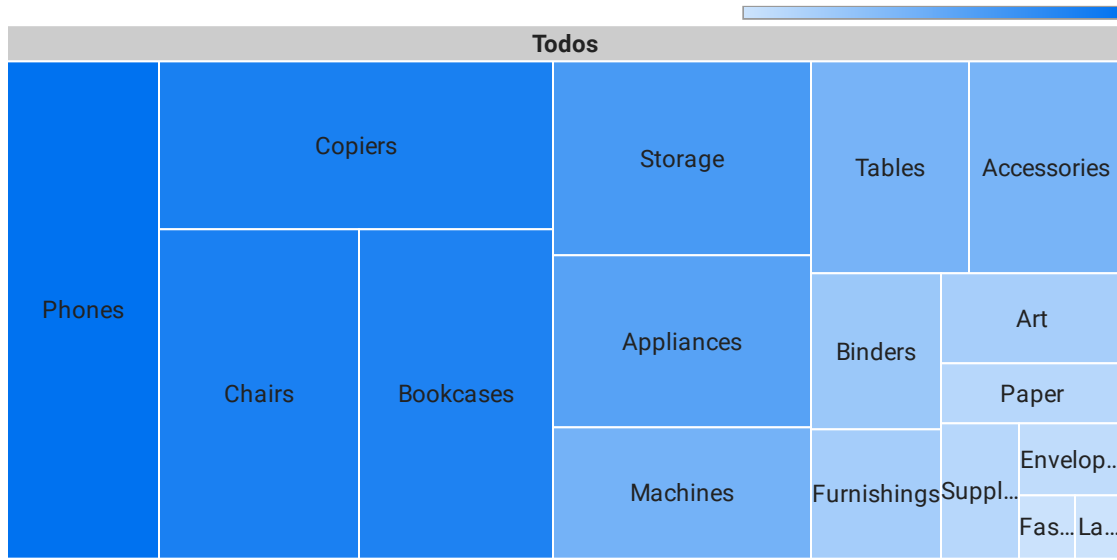 Todos
Phones
Copiers
Chairs
Bookcases
Storage
Appliances
Machines
Tables
Accessories
Binders
Furnishings
Art
Paper
Suppl...
Envelop...
Fas...
La...